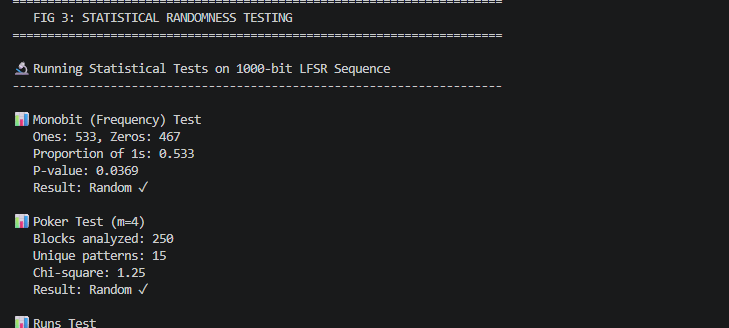 ======================================================================
FIG 3: STATISTICAL RANDOMNESS TESTING
======================================================================
🔬 Running Statistical Tests on 1000-bit LFSR Sequence
----------------------------------------------------------------------
📊 Monobit (Frequency) Test
Ones: 533, Zeros: 467
Proportion of 1s: 0.533
P-value: 0.0369
Result: Random ✓
📊 Poker Test (m=4)
Blocks analyzed: 250
Unique patterns: 15
Chi-square: 1.25
Result: Random ✓
📊 Runs Test